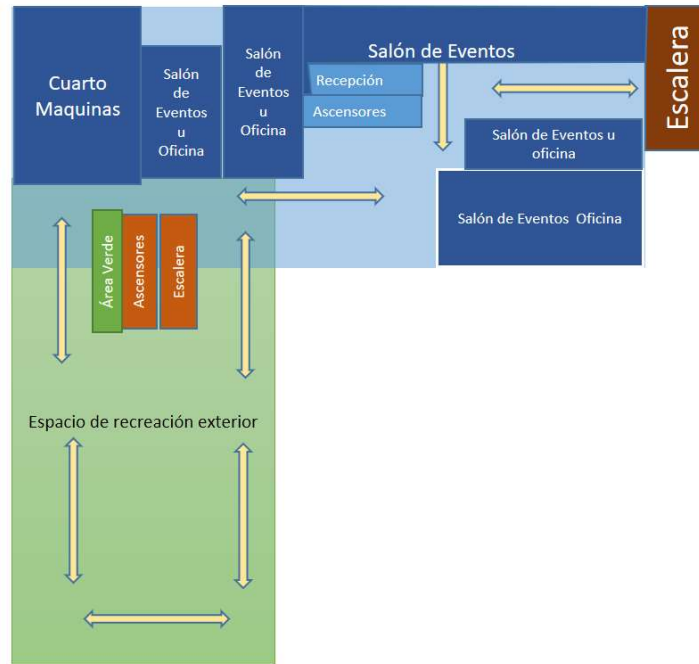 Cuarto
Maquinas
Salón
de
Eventos
u
Oficina
Salón
de
Eventos
u
Oficina
Salón de Eventos
Recepción
Ascensores
Escalera
Salón de Eventos u
oficina
Salón de Eventos Oficina
Área Verde
Ascensores
Escalera
Espacio de recreación exterior